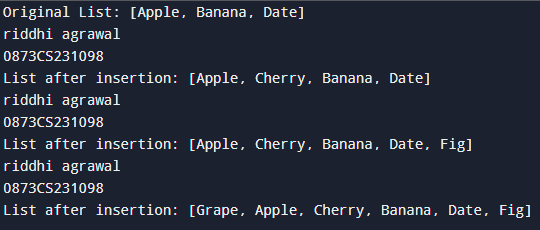 Original List: [Apple, Banana, Date]
riddhi agrawal
0873CS231098
List after insertion: [Apple, Cherry, Banana, Date]
riddhi agrawal
0873CS231098
List after insertion: [Apple, Cherry, Banana, Date, Fig]
riddhi agrawal
0873CS231098
List after insertion: [Grape, Apple, Cherry, Banana, Date, Fig]